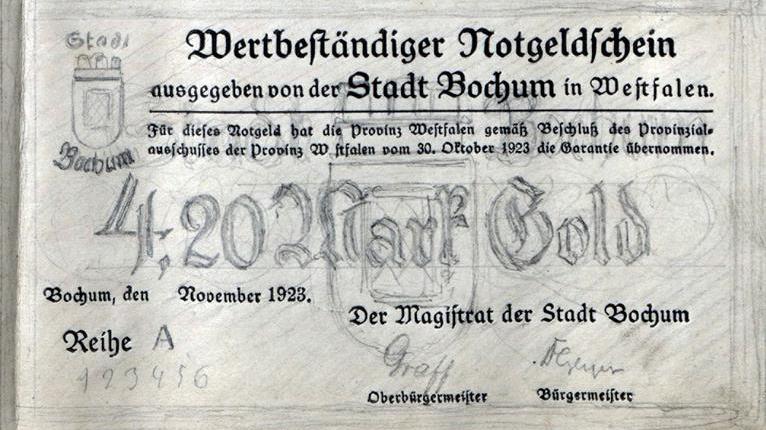 Stadt
Bochum
Wertbeständiger Notgeldschein
ausgegeben von der Stadt Bochum in Westfalen.
Für dieses Notgeld hat die Provinz Westfalen gemäß Beschluß des Provinzial-
ausschusses der Provinz W stfalen vom 30. Oktober 1923 die Garantie übernommen.
4,20 Mark Gold
Bochum, den November 1923.
Der Magistrat der Stadt Bochum
Reihe A
123456
Graff
Oberbürgermeister Bürgermeister